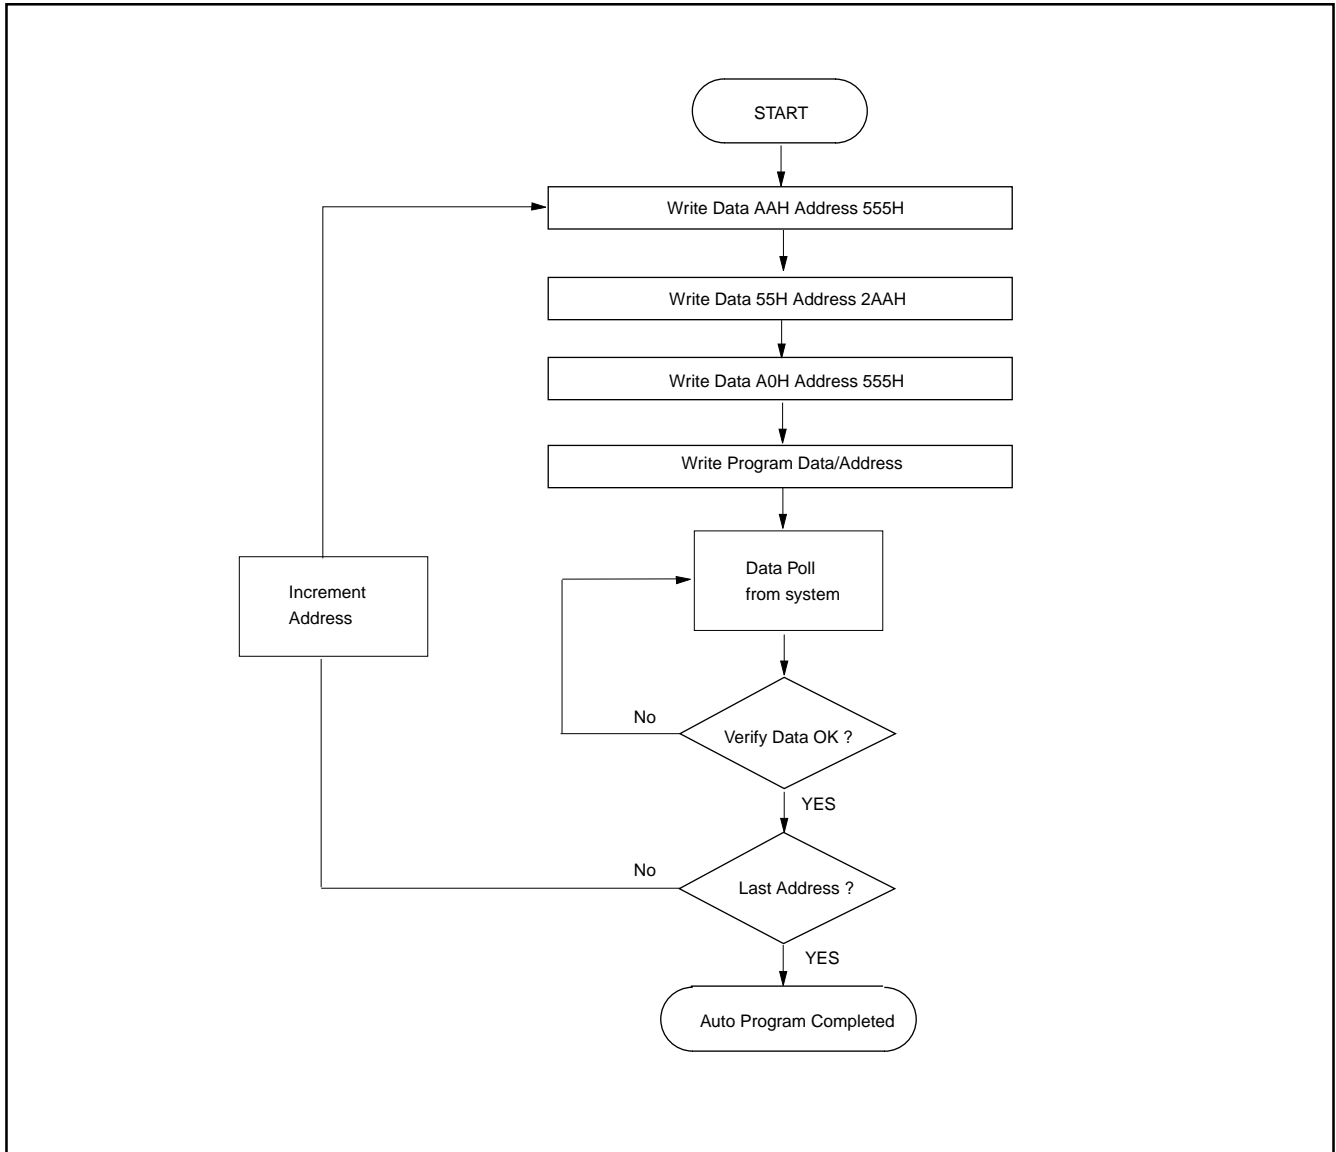 START
Write Data AAH Address 555H
Write Data 55H Address 2AAH
Write Data A0H Address 555H
Write Program Data/Address
Data Poll
from system
Increment
Address
No
Verify Data OK ?
YES
No
Last Address ?
YES
Auto Program Completed